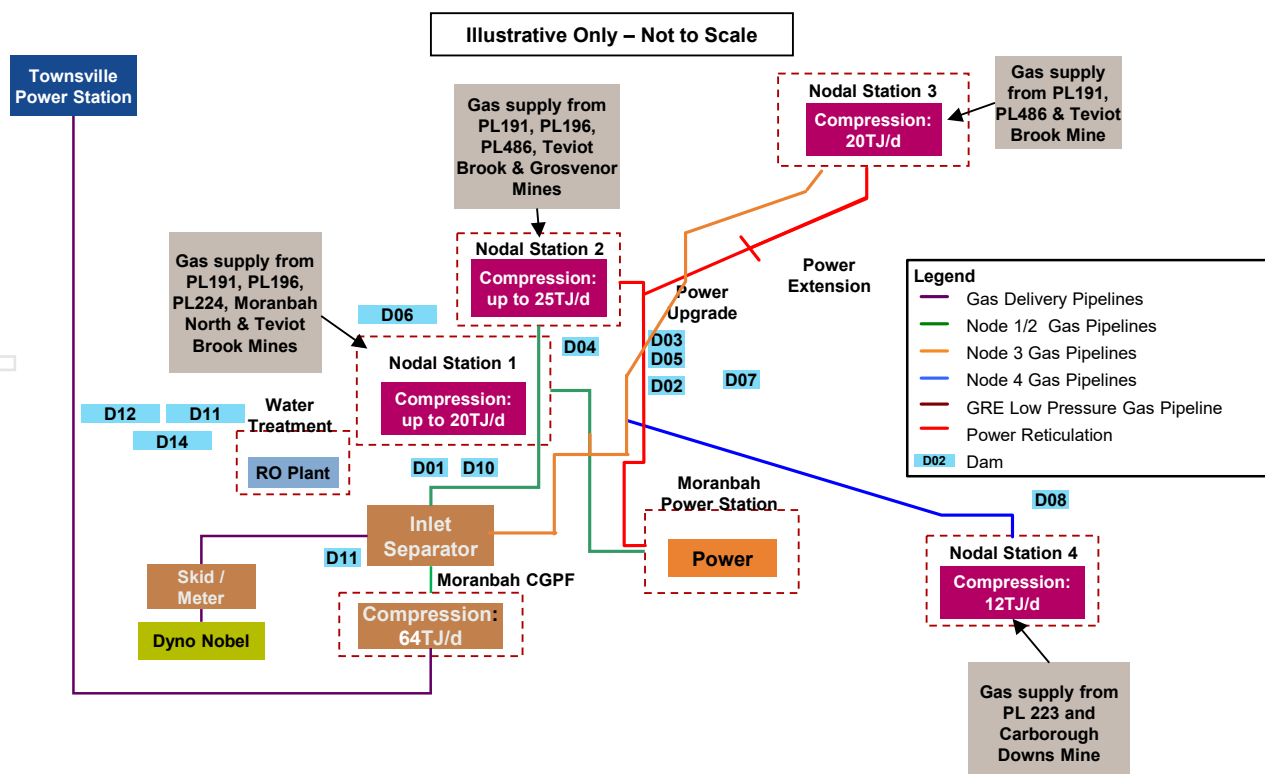 Illustrative Only – Not to Scale
Townsville
Power Station
Gas supply from
PL191, PL196,
PL486, Teviot
Brook & Grosvenor
Mines
Nodal Station 3
Compression:
20TJ/d
Gas supply
from PL191,
PL486 & Teviot
Brook Mine
Gas supply from
PL191, PL196,
PL224, Moranbah
North & Teviot
Brook Mines
Nodal Station 2
Compression:
up to 25TJ/d
Power
Upgrade
Power
Extension
D06
D04
D03
D05
D02
D07
Nodal Station 1
Compression:
up to 20TJ/d
Legend
Gas Delivery Pipelines
Node 1/2 Gas Pipelines
Node 3 Gas Pipelines
Node 4 Gas Pipelines
GRE Low Pressure Gas Pipeline
Power Reticulation
D02 Dam
D12
D11
D14
Water
Treatment
RO Plant
D01
D10
Inlet
Separator
D11
Moranbah
Power Station
Power
D08
Nodal Station 4
Compression:
12TJ/d
Skid /
Meter
Dyno Nobel
Moranbah CGPF
Compression:
64TJ/d
Gas supply from
PL 223 and
Carborough
Downs Mine